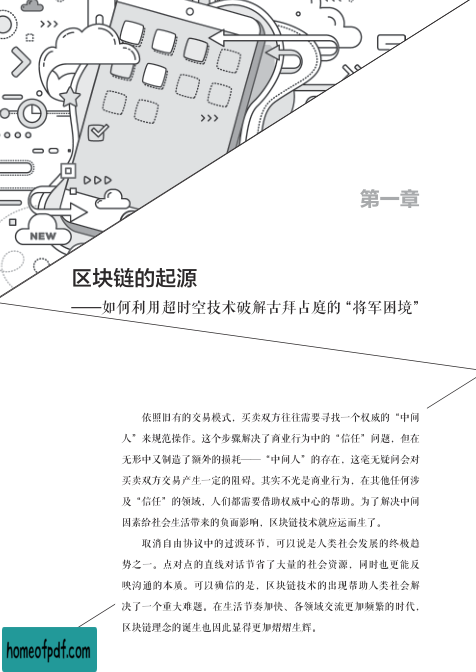 NEW
第一章
区块链的起源
——如何利用超时空技术破解古拜占庭的“将军困境”
依照旧有的交易模式，买卖双方往往需要寻找一个权威的“中间
人”来规范操作。这个步骤解决了商业行为中的“信任”问题，但在
无形中又制造了额外的损耗——“中间人”的存在，这毫无疑问会对
买卖双方交易产生一定的阻碍。其实不光是商业行为，在其他任何涉
及“信任”的领域，人们都需要借助权威中心的帮助。为了解决中间
因素给社会生活带来的负面影响，区块链技术就应运而生了。
取消自由协议中的过渡环节，可以说是人类社会发展的终极趋
势之一。点对点的直线对话节省了大量的社会资源，同时也更能反
映沟通的本质。可以确信的是，区块链技术的出现帮助人类社会解
决了一个重大难题。在生活节奏加快、各领域交流更加频繁的时代，
区块链理念的诞生也因此显得更加熠熠生辉。
homeofpdf.com